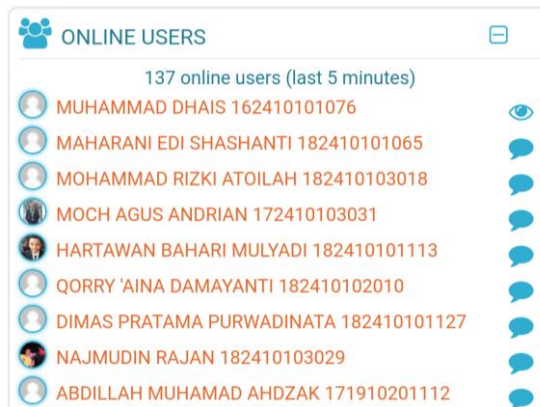 ONLINE USERS
137 online users (last 5 minutes)
MUHAMMAD DHAIS 162410101076
MAHARANI EDI SHASHANTI 182410101065
MOHAMMAD RIZKI ATOILAH 182410103018
MOCH AGUS ANDRIAN 172410103031
HARTAWAN BAHARI MULYADI 182410101113
QORRY 'AINA DAMAYANTI 182410102010
DIMAS PRATAMA PURWADINATA 182410101127
NAJMUDIN RAJAN 182410103029
ABDILLAH MUHAMAD AHDZAK 171910201112